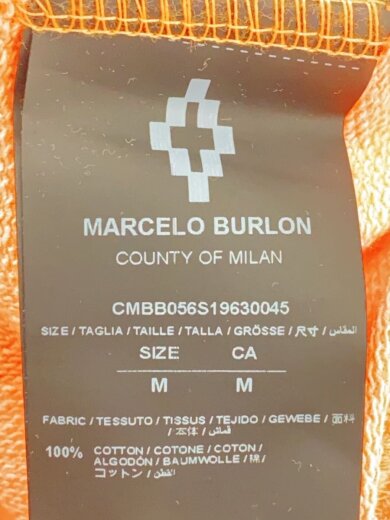 MARCELO BURLON
COUNTY OF MILAN
CMBB056S19630045
SIZE / TAGLIA / TAILLE / TALLA / GRÖSSE / 尺寸 / المقاس
SIZE CA
M M
FABRIC / TESSUTO / TISSUS / TEJIDO / GEWEBE / 面料
/ 本体 / قماش /
100% COTTON / COTONE / COTON /
ALGODÓN / BAUMWOLLE / 棉 /
コットン / القطن /